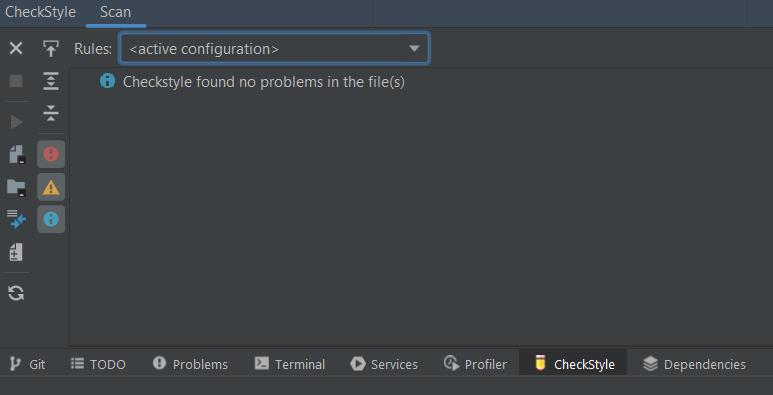 CheckStyle Scan
Rules: <active configuration>
Checkstyle found no problems in the file(s)
Git TODO Problems Terminal Services Profiler CheckStyle Dependencies